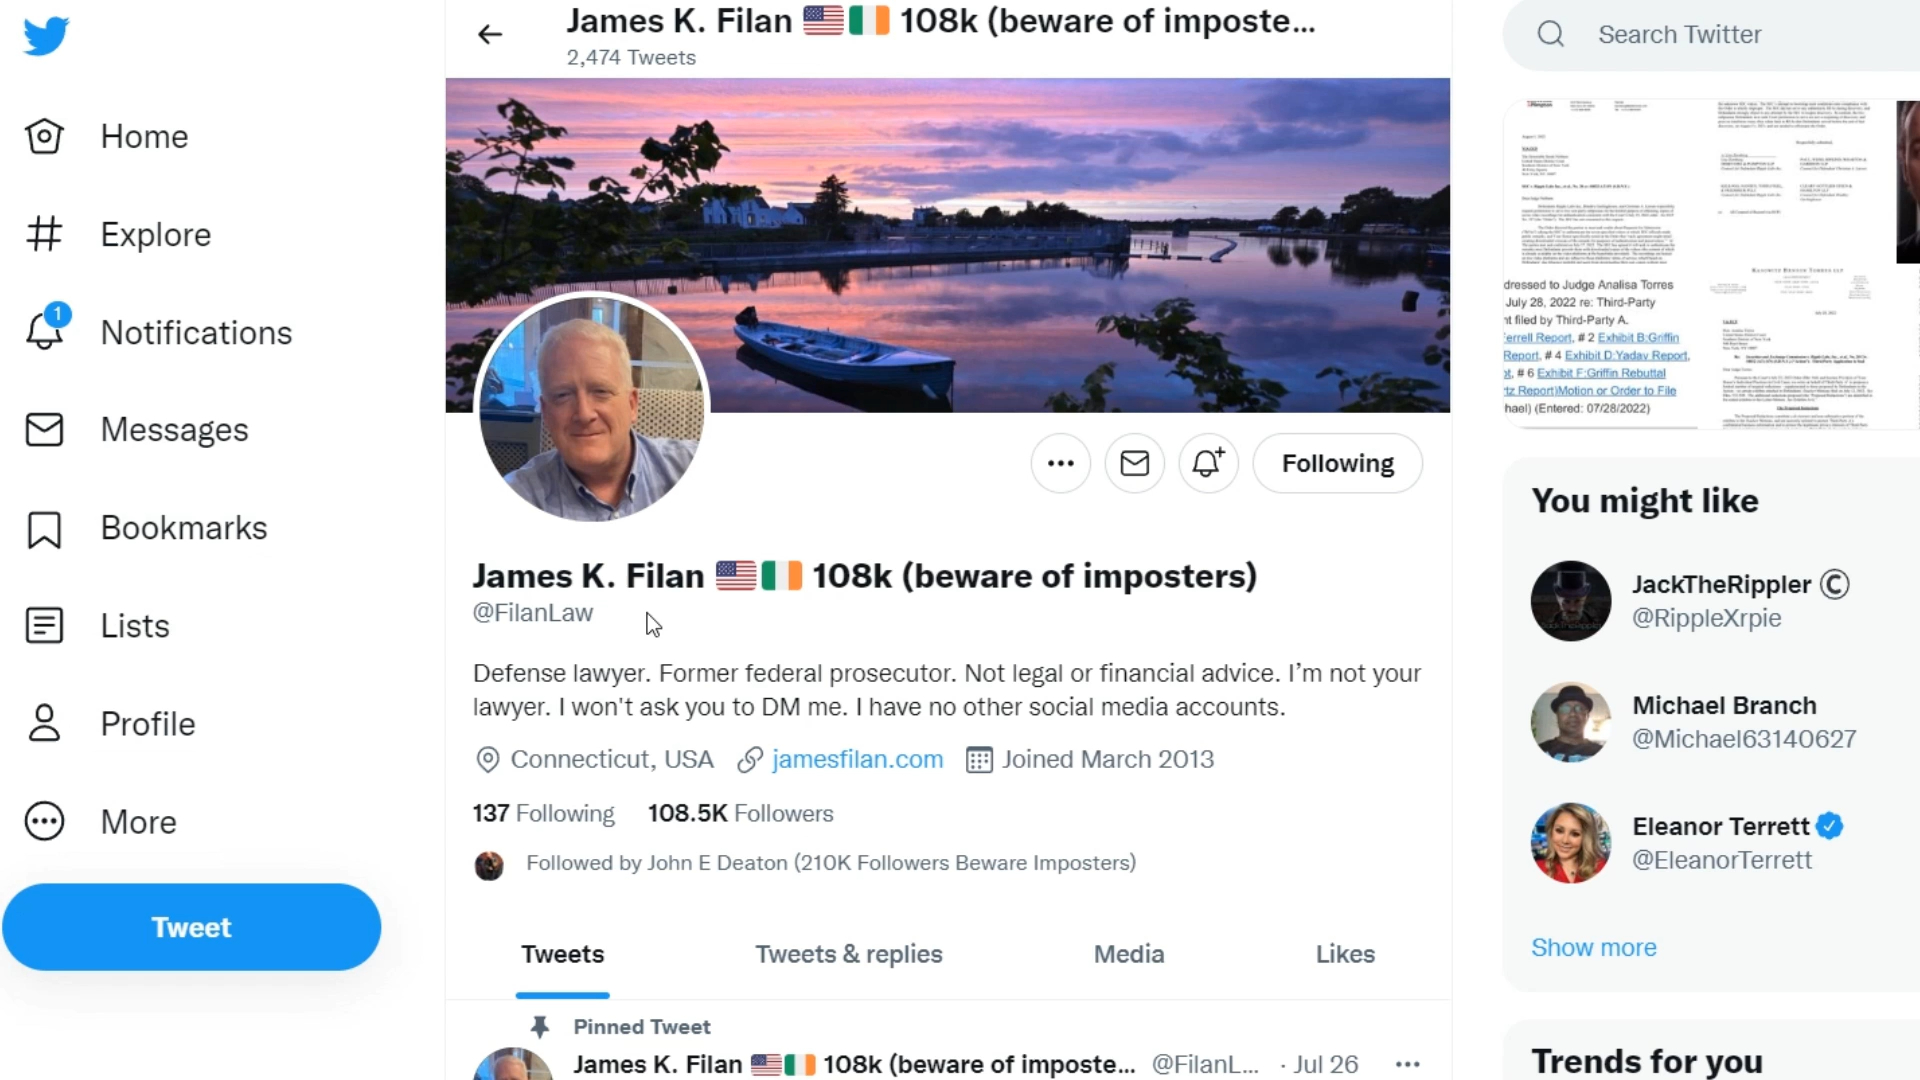 James K. Filan 🇺🇸🇮🇪 108k (beware of imposte...
2,474 Tweets
Search Twitter
Home
Explore
1
Notifications
Messages
Bookmarks
Lists
Profile
More
Tweet
Following
James K. Filan 🇺🇸🇮🇪 108k (beware of imposters)
@FilanLaw
Defense lawyer. Former federal prosecutor. Not legal or financial advice. I’m not your
lawyer. I won't ask you to DM me. I have no other social media accounts.
Connecticut, USA jamesfilan.com Joined March 2013
137 Following 108.5K Followers
Followed by John E Deaton (210K Followers Beware Imposters)
Tweets Tweets & replies Media Likes
Pinned Tweet
James K. Filan 🇺🇸🇮🇪 108k (beware of imposte... @FilanL... · Jul 26
dressed to Judge Analisa Torres
July 28, 2022 re: Third-Party
nt filed by Third-Party A.
errell Report, # 2 Exhibit B:Griffin
Report, # 4 Exhibit D:Yadav Report,
t, # 6 Exhibit F:Griffin Rebuttal
tz Report)Motion or Order to File
hael) (Entered: 07/28/2022)
You might like
JackTheRippler ©
@RippleXrpie
Michael Branch
@Michael63140627
Eleanor Terrett
@EleanorTerrett
Show more
Trends for you